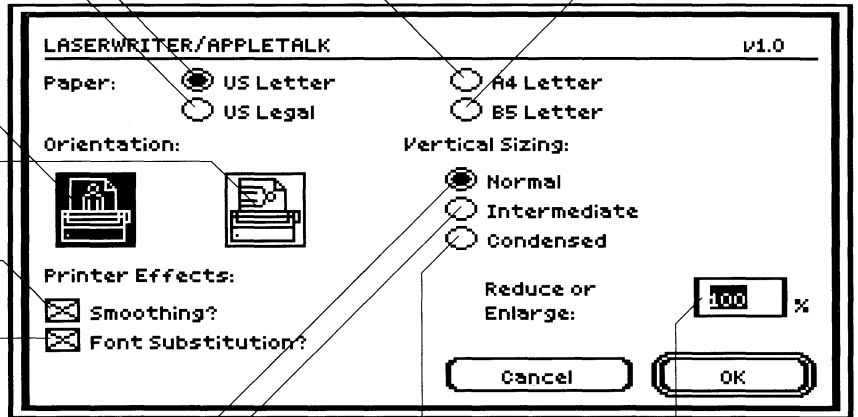 LASERWRITER/APPLETALK v1.0
Paper: US Letter A4 Letter
US Legal B5 Letter
Orientation: Vertical Sizing:
Normal
Intermediate
Condensed
Printer Effects:
Smoothing?
Font Substitution?
Reduce or
Enlarge: 100 %
Cancel OK